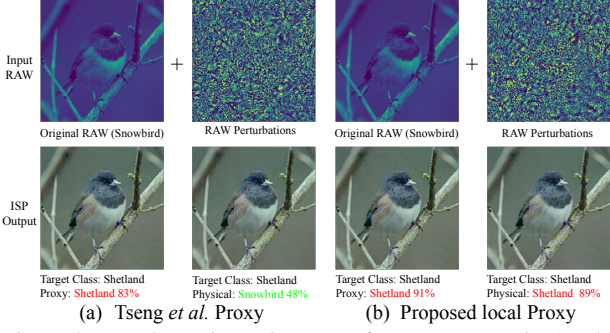 Input
RAW
+
+
Original RAW (Snowbird)
RAW Perturbations
Original RAW (Snowbird)
RAW Perturbations
ISP
Output
Target Class: Shetland
Proxy: Shetland 83%
Target Class: Shetland
Physical: Snowbird 48%
Target Class: Shetland
Proxy: Shetland 91%
Target Class: Shetland
Physical: Shetland 89%
(a) Tseng et al. Proxy
(b) Proposed local Proxy